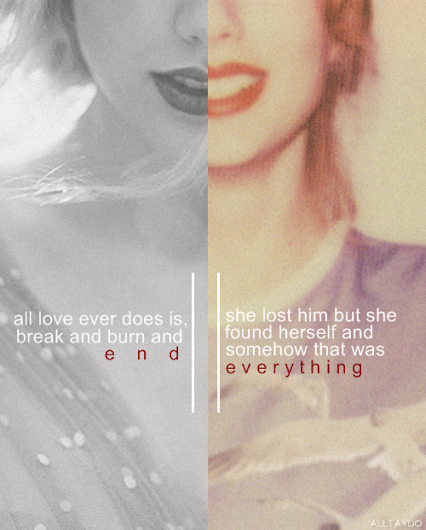 all love ever does is,
break and burn and
end
she lost him but she
found herself and
somehow that was
everything
ALLTAYDO